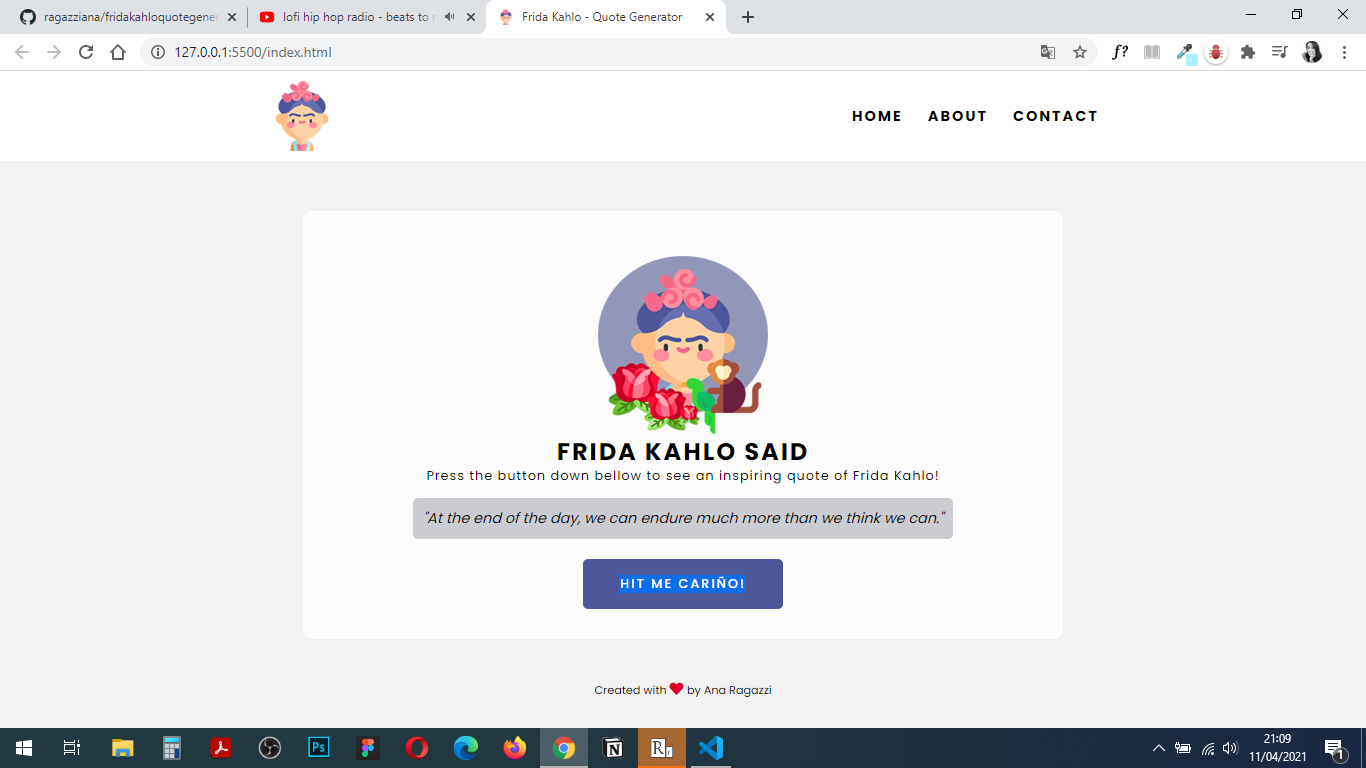 ragazziana/fridakahloquotegener
lofi hip hop radio - beats to r
Frida Kahlo - Quote Generator
127.0.0.1:5500/index.html
f?
HOME ABOUT CONTACT
FRIDA KAHLO SAID
Press the button down bellow to see an inspiring quote of Frida Kahlo!
"At the end of the day, we can endure much more than we think we can."
HIT ME CARIÑO!
Created with ❤ by Ana Ragazzi
21:09
11/04/2021
1